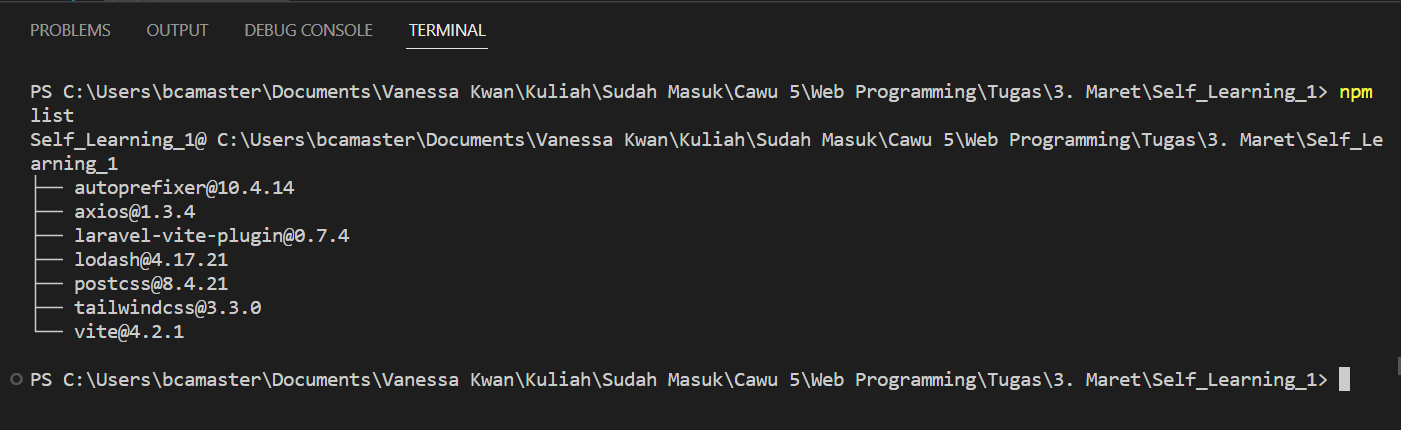 PROBLEMS OUTPUT DEBUG CONSOLE TERMINAL
PS C:\Users\bcamaster\Documents\Vanessa Kwan\Kuliah\Sudah Masuk\Cawu 5\Web Programming\Tugas\3. Maret\Self_Learning_1> npm
list
Self_Learning_1@ C:\Users\bcamaster\Documents\Vanessa Kwan\Kuliah\Sudah Masuk\Cawu 5\Web Programming\Tugas\3. Maret\Self_Le
arning_1
├── autoprefixer@10.4.14
├── axios@1.3.4
├── laravel-vite-plugin@0.7.4
├── lodash@4.17.21
├── postcss@8.4.21
├── tailwindcss@3.3.0
└── vite@4.2.1
PS C:\Users\bcamaster\Documents\Vanessa Kwan\Kuliah\Sudah Masuk\Cawu 5\Web Programming\Tugas\3. Maret\Self_Learning_1>